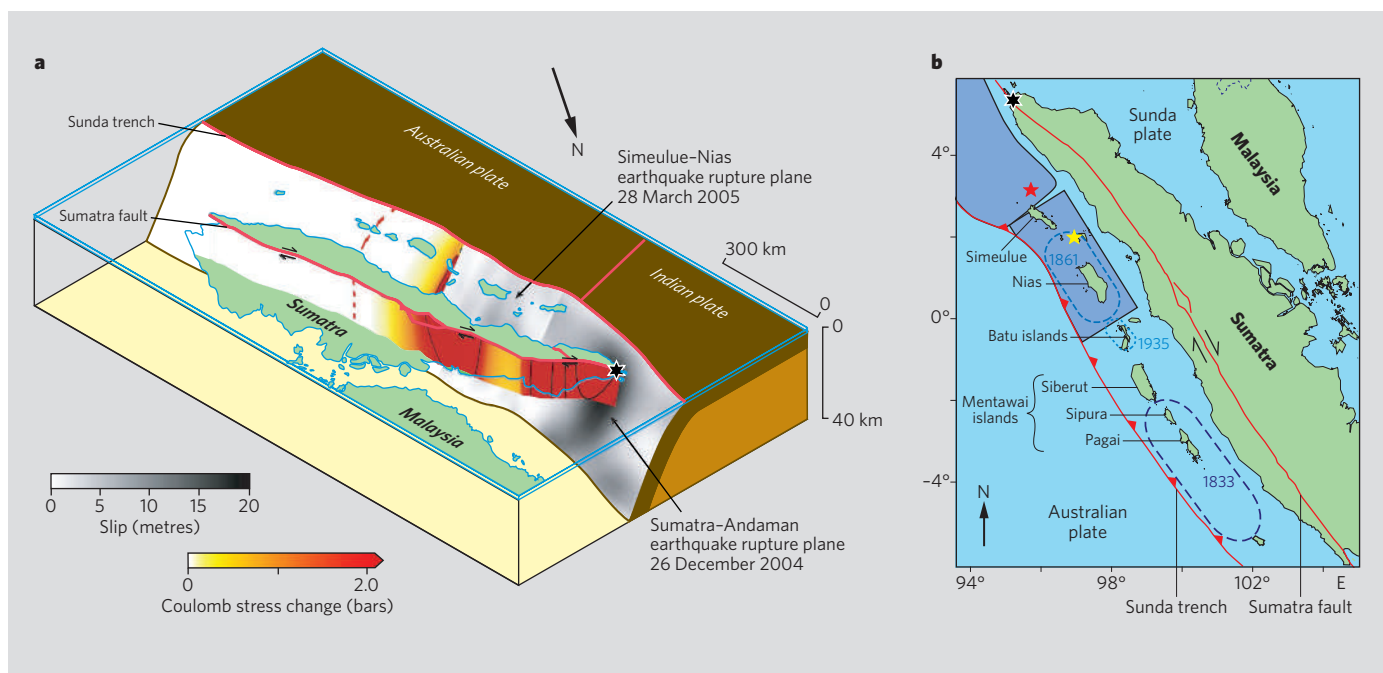 a
Sunda trench
Sumatra fault
Australian plate
N
Simeulue–Nias
earthquake rupture plane
28 March 2005
300 km
0
0
40 km
Indian plate
Sumatra
Malaysia
0 5 10 15 20
Slip (metres)
0 2.0
Coulomb stress change (bars)
Sumatra–Andaman
earthquake rupture plane
26 December 2004
b
Sunda
plate
Malaysia
4°
Simeulue
1861
Nias
0°
Batu islands
1935
Sumatra
Siberut
Mentawai
islands
Sipura
Pagai
–4°
1833
N
Australian
plate
94° 98° 102° E
Sunda trench Sumatra fault